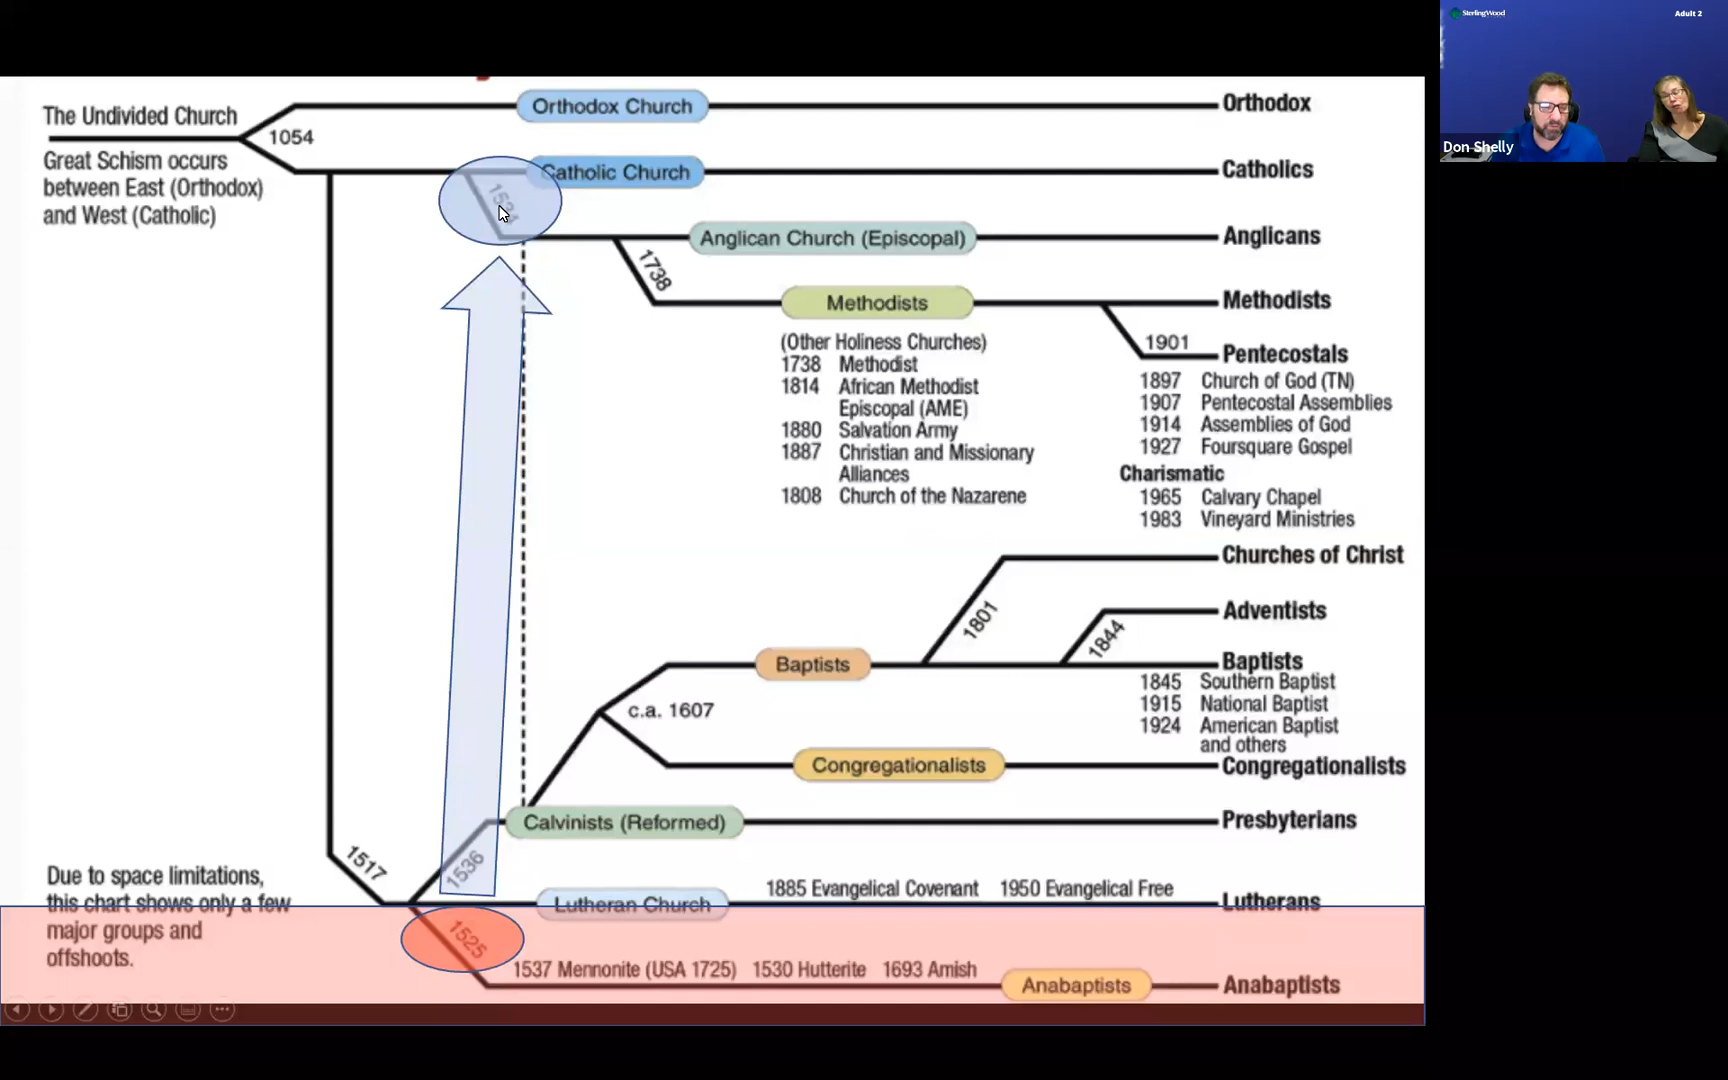 SterlingWood
Adult 2
Don Shelly
The Undivided Church
1054
Great Schism occurs
between East (Orthodox)
and West (Catholic)
Orthodox Church
Orthodox
Catholic Church
Catholics
1534
Anglican Church (Episcopal)
Anglicans
1738
Methodists
Methodists
(Other Holiness Churches)
1738 Methodist
1814 African Methodist
Episcopal (AME)
1880 Salvation Army
1887 Christian and Missionary
Alliances
1808 Church of the Nazarene
1901
Pentecostals
1897 Church of God (TN)
1907 Pentecostal Assemblies
1914 Assemblies of God
1927 Foursquare Gospel
Charismatic
1965 Calvary Chapel
1983 Vineyard Ministries
Churches of Christ
1801
Adventists
1844
Baptists
Baptists
1845 Southern Baptist
1915 National Baptist
1924 American Baptist
and others
c.a. 1607
Congregationalists
Congregationalists
Calvinists (Reformed)
Presbyterians
1517
1536
Due to space limitations,
this chart shows only a few
major groups and
offshoots.
Lutheran Church
1885 Evangelical Covenant 1950 Evangelical Free
Lutherans
1525
1537 Mennonite (USA 1725) 1530 Hutterite 1693 Amish
Anabaptists
Anabaptists